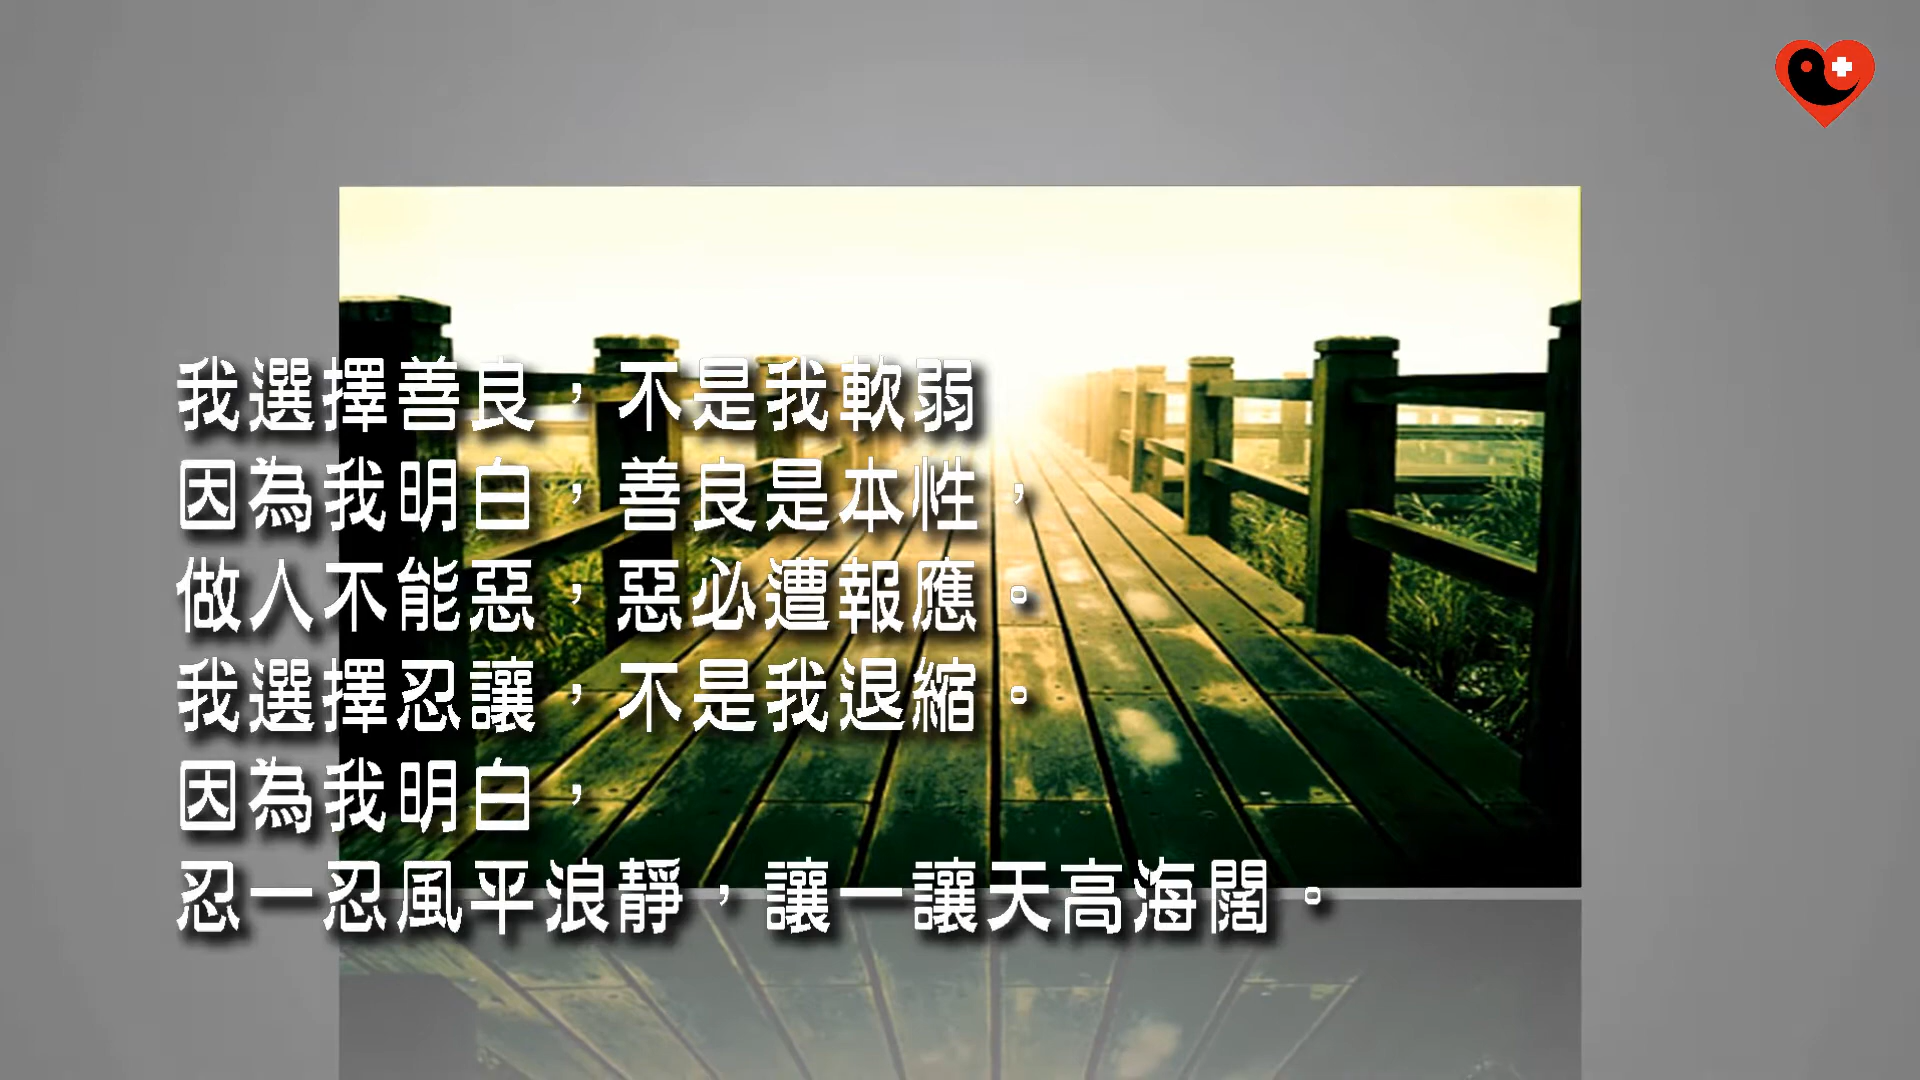 我選擇善良，不是我軟弱
因為我明白，善良是本性，
做人不能惡，惡必遭報應。
我選擇忍讓，不是我退縮。
因為我明白，
忍一忍風平浪靜，讓一讓天高海闊。